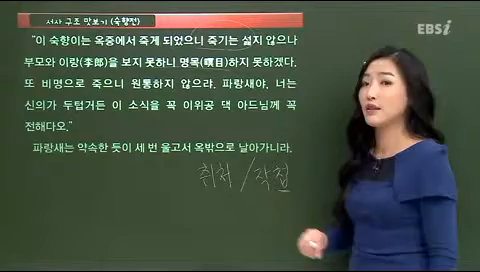 서사 구조 맛보기 (숙향전)
EBSi
"이 숙향이는 옥중에서 죽게 되었으니 죽기는 섧지 않으나
부모와 이랑(李郎)을 보지 못하니 명목(瞑目)하지 못하겠다.
또 비명으로 죽으니 원통하지 않으랴. 파랑새야, 너는
신의가 두텁거든 이 소식을 꼭 이위공 댁 아드님께 꼭
전해다오."
파랑새는 약속한 듯이 세 번 울고서 옥밖으로 날아가니라.
취처 / 작첩